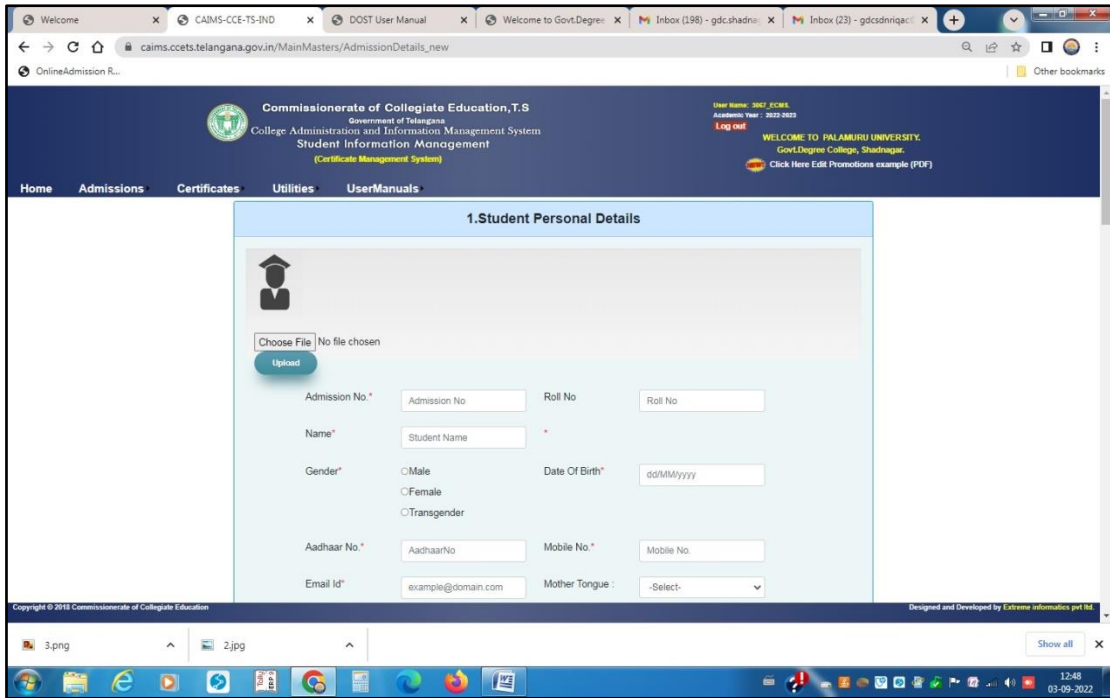 Welcome
CAIMS-CCE-TS-IND
DOST User Manual
Welcome to Govt.Degree
Inbox (198) - gdc.shadna
Inbox (23) - gdcsdnriqac
caims.ccets.telangana.gov.in/MainMasters/AdmissionDetails_new
OnlineAdmission R...
Other bookmarks
Commissionerate of Collegiate Education,T.S
Government of Telangana
College Administration and Information Management System
Student Information Management
(Certificate Management System)
User Name: 3067_ECMS.
Academic Year : 2022-2023
Log out
WELCOME TO PALAMURU UNIVERSITY.
Govt.Degree College, Shadnagar.
Click Here Edit Promotions example (PDF)
Home Admissions Certificates Utilities UserManuals
1.Student Personal Details
Choose File No file chosen
Upload
Admission No.* Admission No Roll No Roll No
Name* Student Name *
Gender* Male Date Of Birth* dd/MM/yyyy
Female
Transgender
Aadhaar No.* AadhaarNo Mobile No.* Mobile No.
Email Id* example@domain.com Mother Tongue : -Select-
Copyright © 2018 Commissionerate of Collegiate Education Designed and Developed by Extreme informatics pvt ltd.
3.png 2.jpg Show all
Tally
ERP 9
12:48
03-09-2022